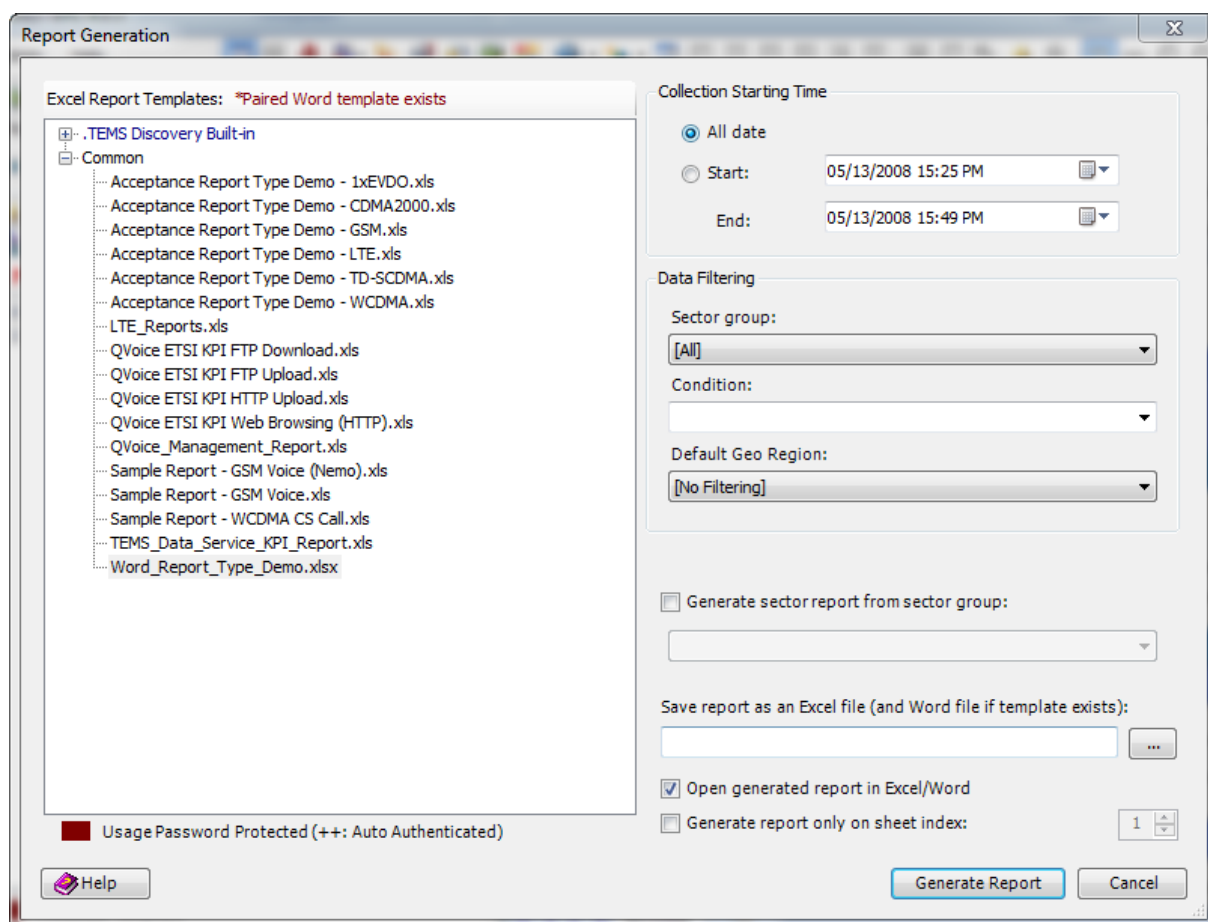 Report Generation
Excel Report Templates: *Paired Word template exists
.TEMS Discovery Built-in
Common
Acceptance Report Type Demo - 1xEVDO.xls
Acceptance Report Type Demo - CDMA2000.xls
Acceptance Report Type Demo - GSM.xls
Acceptance Report Type Demo - LTE.xls
Acceptance Report Type Demo - TD-SCDMA.xls
Acceptance Report Type Demo - WCDMA.xls
LTE_Reports.xls
QVoice ETSI KPI FTP Download.xls
QVoice ETSI KPI FTP Upload.xls
QVoice ETSI KPI HTTP Upload.xls
QVoice ETSI KPI Web Browsing (HTTP).xls
QVoice_Management_Report.xls
Sample Report - GSM Voice (Nemo).xls
Sample Report - GSM Voice.xls
Sample Report - WCDMA CS Call.xls
TEMS_Data_Service_KPI_Report.xls
Word_Report_Type_Demo.xlsx
Usage Password Protected (++: Auto Authenticated)
Help
Collection Starting Time
All date
Start: 05/13/2008 15:25 PM
End: 05/13/2008 15:49 PM
Data Filtering
Sector group:
[All]
Condition:
Default Geo Region:
[No Filtering]
Generate sector report from sector group:
Save report as an Excel file (and Word file if template exists):
...
Open generated report in Excel/Word
Generate report only on sheet index: 1
Generate Report
Cancel